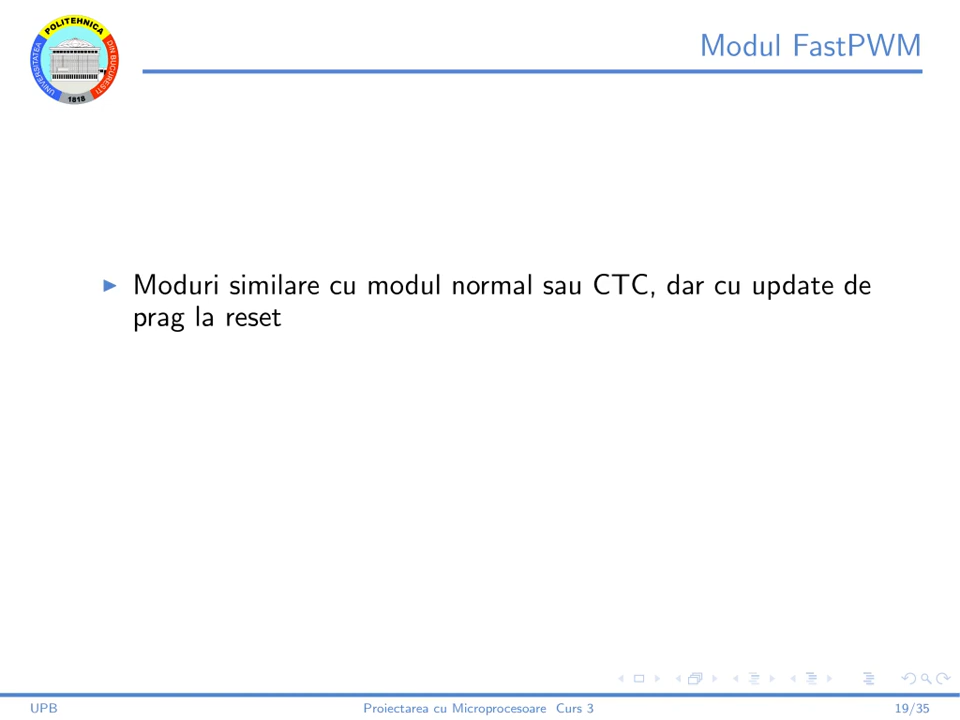 POLITEHNICA
UNIVERSITATEA
DIN BUCURESTI
1818
Modul FastPWM
Moduri similare cu modul normal sau CTC, dar cu update de
prag la reset
UPB
Proiectarea cu Microprocesoare Curs 3
19/35